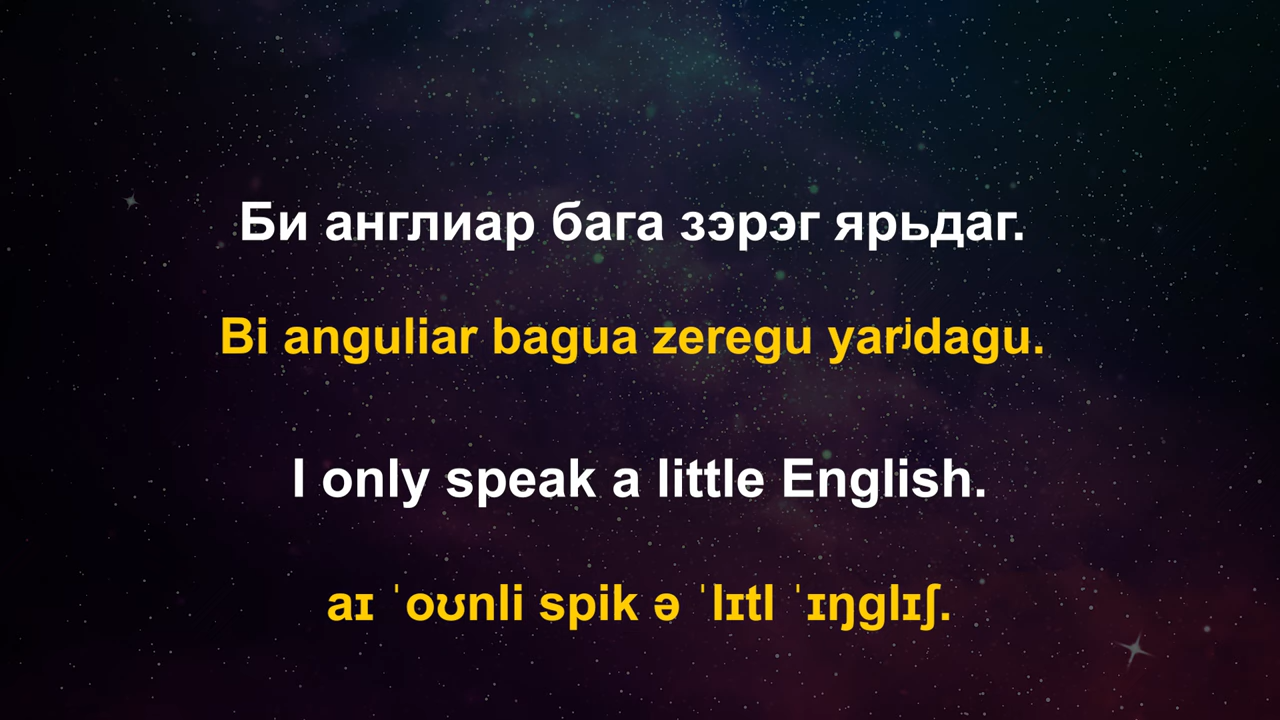 Би англиар бага зэрэг ярьдаг.
Bi anguliar bagua zeregu yarʲdagu.
I only speak a little English.
aɪ ˈoʊnli spik ə ˈlɪtl ˈɪŋglɪʃ.